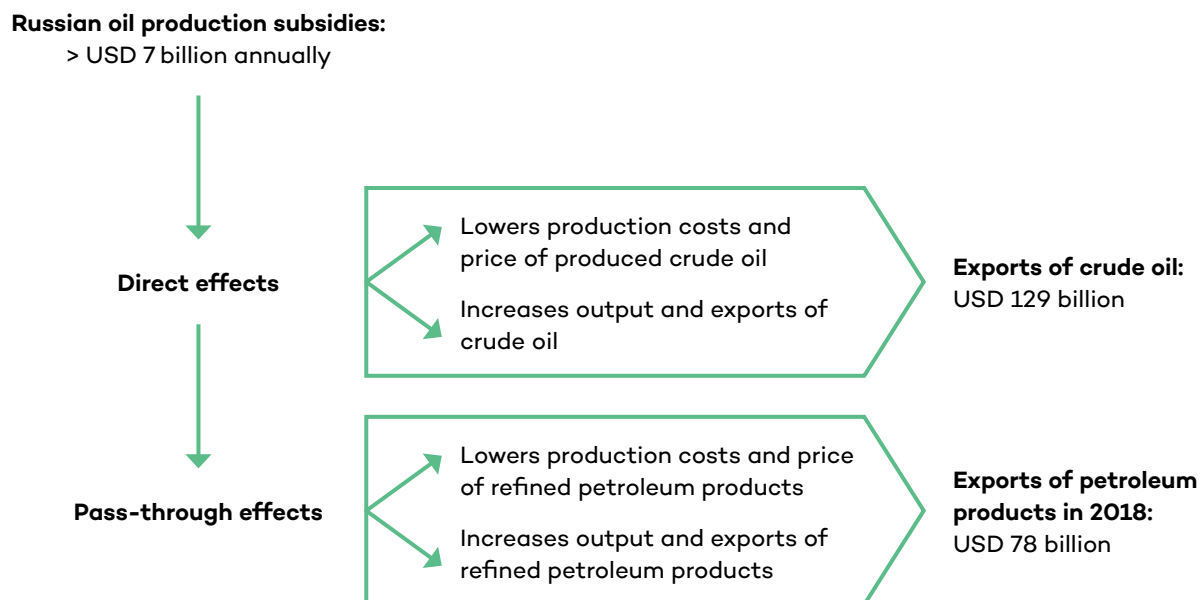 Russian oil production subsidies:
> USD 7 billion annually
Direct effects
Lowers production costs and
price of produced crude oil
Increases output and exports of
crude oil
Exports of crude oil:
USD 129 billion
Pass-through effects
Lowers production costs and price
of refined petroleum products
Increases output and exports of
refined petroleum products
Exports of petroleum
products in 2018:
USD 78 billion